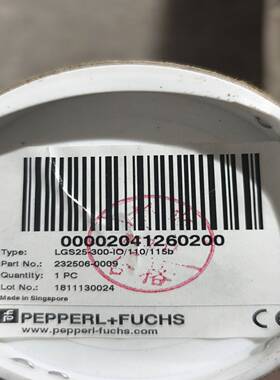 00002041260200
Type: LGS25-300-IO/110/115b
Part No.: 232506-0009
Quantity: 1 PC
Lot No.: 1811130024
Made in Singapore
PEPPERL+FUCHS
www.pepperl-fuchs.com